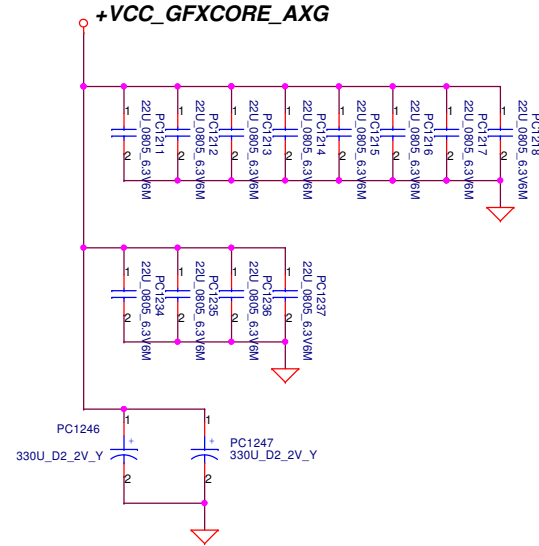 +VCC_GFXCORE_AXG
1
2
PC1211
22U_0805_6.3V6M
1
2
PC1212
22U_0805_6.3V6M
1
2
PC1213
22U_0805_6.3V6M
1
2
PC1214
22U_0805_6.3V6M
1
2
PC1215
22U_0805_6.3V6M
1
2
PC1216
22U_0805_6.3V6M
1
2
PC1217
22U_0805_6.3V6M
1
2
PC1218
22U_0805_6.3V6M
1
2
PC1234
22U_0805_6.3V6M
1
2
PC1235
22U_0805_6.3V6M
1
2
PC1236
22U_0805_6.3V6M
1
2
PC1237
22U_0805_6.3V6M
1
+
2
PC1246
330U_D2_2V_Y
1
+
2
PC1247
330U_D2_2V_Y